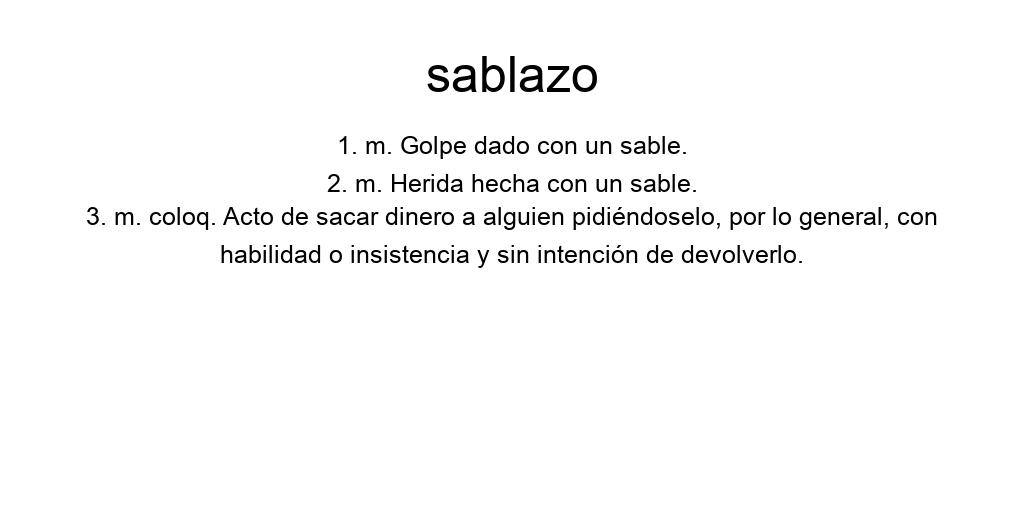 sablazo
1. m. Golpe dado con un sable.
2. m. Herida hecha con un sable.
3. m. coloq. Acto de sacar dinero a alguien pidiéndoselo, por lo general, con
habilidad o insistencia y sin intención de devolverlo.